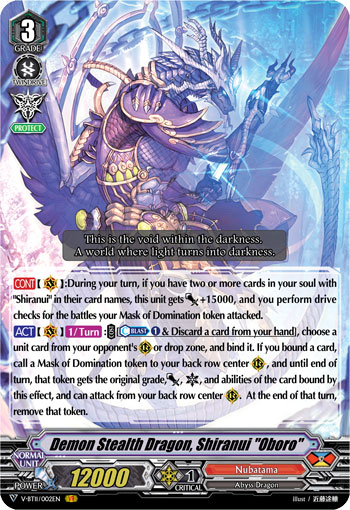 3
GRADE
TWIN DRIVE
PROTECT
This is the void within the darkness.
A world where light turns into darkness.
CONT【】:During your turn, if you have two or more cards in your soul with
"Shiranui" in their card names, this unit gets +15000, and you perform drive
checks for the battles your Mask of Domination token attacked.
ACT【】1/Turn:[BLAST 1 & Discard a card from your hand], choose a
unit card from your opponent's or drop zone, and bind it. If you bound a card,
call a Mask of Domination token to your back row center, and until end of
turn, that token gets the original grade, , , and abilities of the card bound by
this effect, and can attack from your back row center. At the end of that turn,
remove that token.
Demon Stealth Dragon, Shiranui "Oboro"
NORMAL
UNIT
POWER
12000
1
CRITICAL
Nubatama
Abyss Dragon
V-BT11/002EN
Illust / 近藤途轍